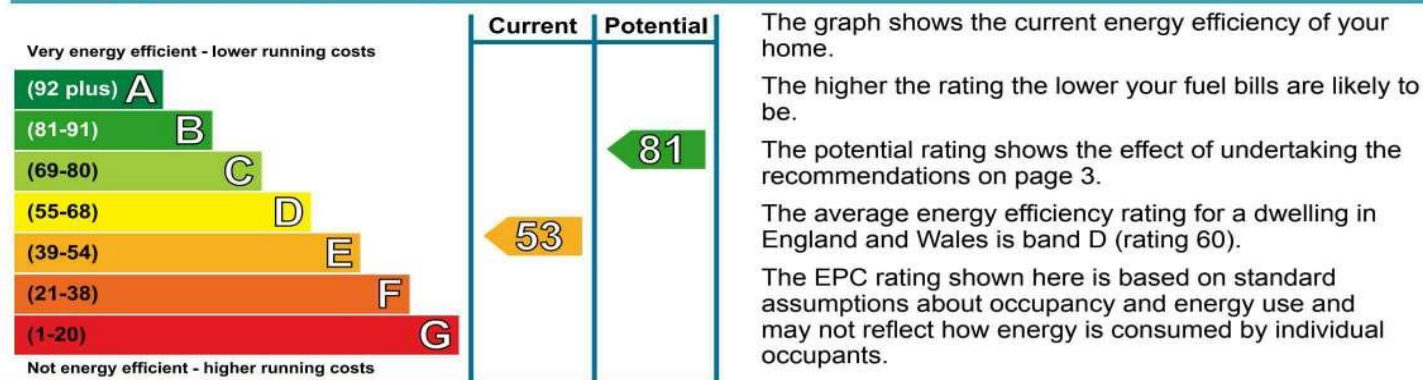 Current Potential
Very energy efficient - lower running costs
(92 plus) A
(81-91) B
(69-80) C
(55-68) D
(39-54) E
(21-38) F
(1-20) G
Not energy efficient - higher running costs
53
81
The graph shows the current energy efficiency of your
home.
The higher the rating the lower your fuel bills are likely to
be.
The potential rating shows the effect of undertaking the
recommendations on page 3.
The average energy efficiency rating for a dwelling in
England and Wales is band D (rating 60).
The EPC rating shown here is based on standard
assumptions about occupancy and energy use and
may not reflect how energy is consumed by individual
occupants.